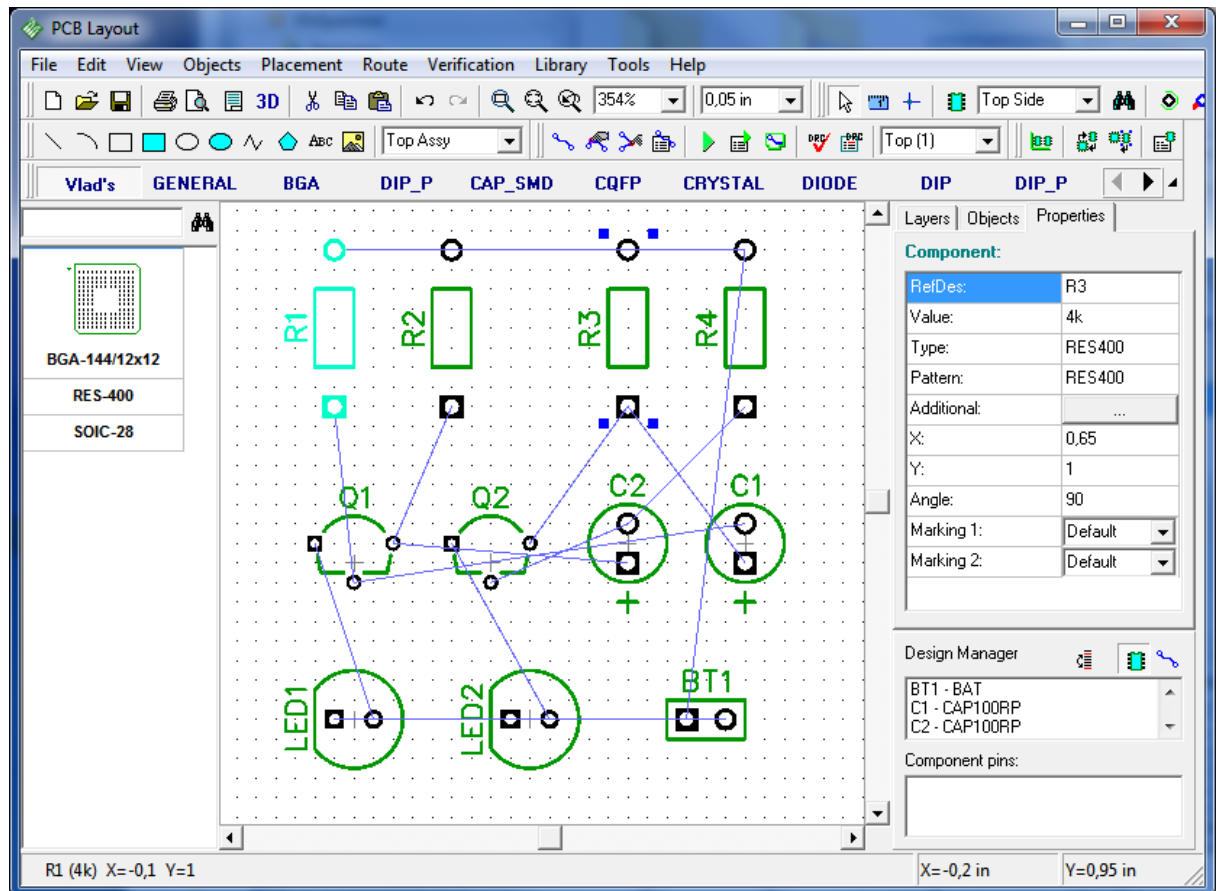 PCB Layout
File Edit View Objects Placement Route Verification Library Tools Help
3D 354% 0,05 in Top Side
ABC Top Assy DRC DRC Top (1)
Vlad's GENERAL BGA DIP_P CAP_SMD CQFP CRYSTAL DIODE DIP DIP_P
BGA-144/12x12
RES-400
SOIC-28
R1 R2 R3 R4
Q1 Q2 C2 C1
+ +
LED1 LED2 BT1
Layers Objects Properties
Component:
RefDes: R3
Value: 4k
Type: RES400
Pattern: RES400
Additional: ...
X: 0,65
Y: 1
Angle: 90
Marking 1: Default
Marking 2: Default
Design Manager
BT1 - BAT
C1 - CAP100RP
C2 - CAP100RP
Component pins:
R1 (4k) X=-0,1 Y=1 X=-0,2 in Y=0,95 in